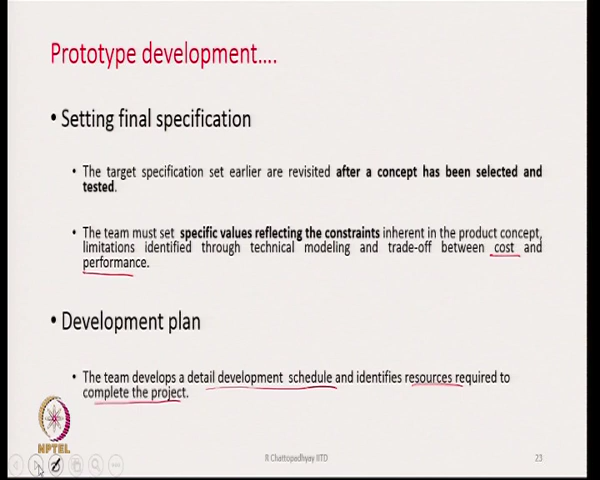 Prototype development....
• Setting final specification
• The target specification set earlier are revisited after a concept has been selected and
tested.
• The team must set specific values reflecting the constraints inherent in the product concept,
limitations identified through technical modeling and trade-off between cost and
performance.
• Development plan
• The team develops a detail development schedule and identifies resources required to
complete the project.
NPTEL
R Chattopadhyay IITD
23